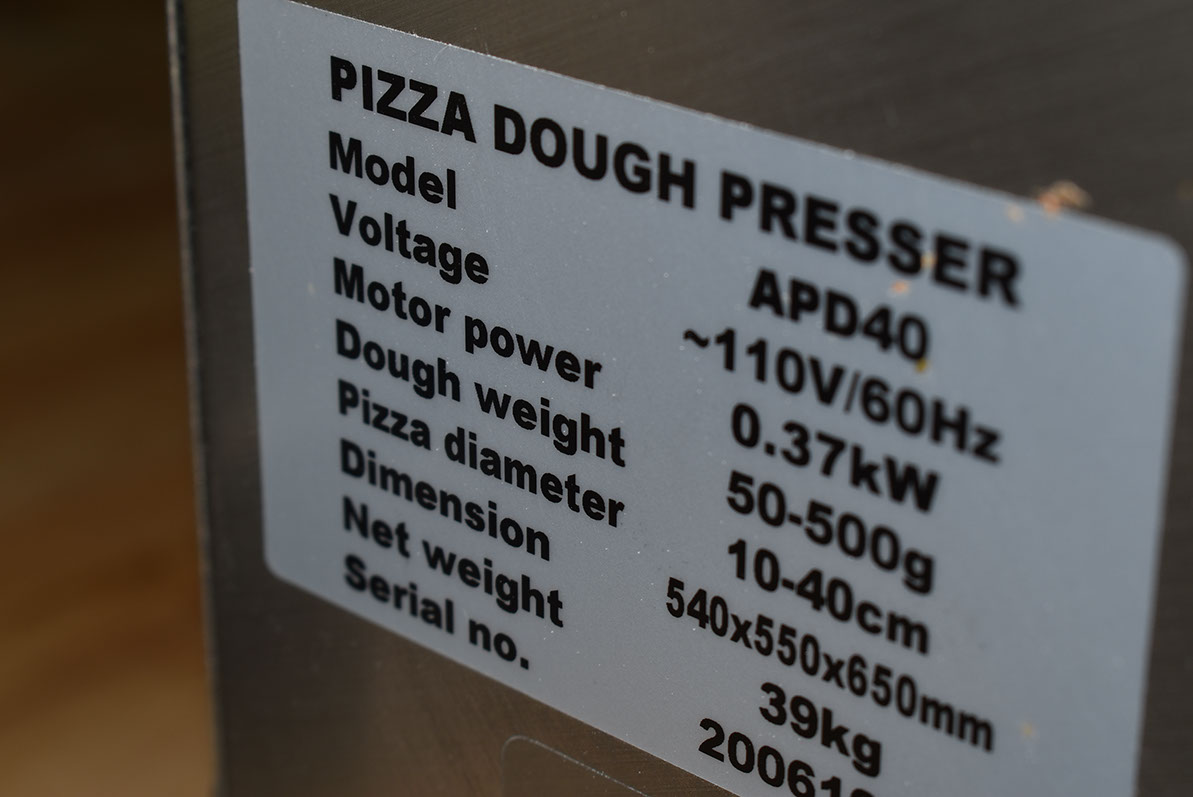 PIZZA DOUGH PRESSER
Model APD40
Voltage ~110V/60Hz
Motor power 0.37kW
Dough weight 50-500g
Pizza diameter 10-40cm
Dimension 540x550x650mm
Net weight 39kg
Serial no.